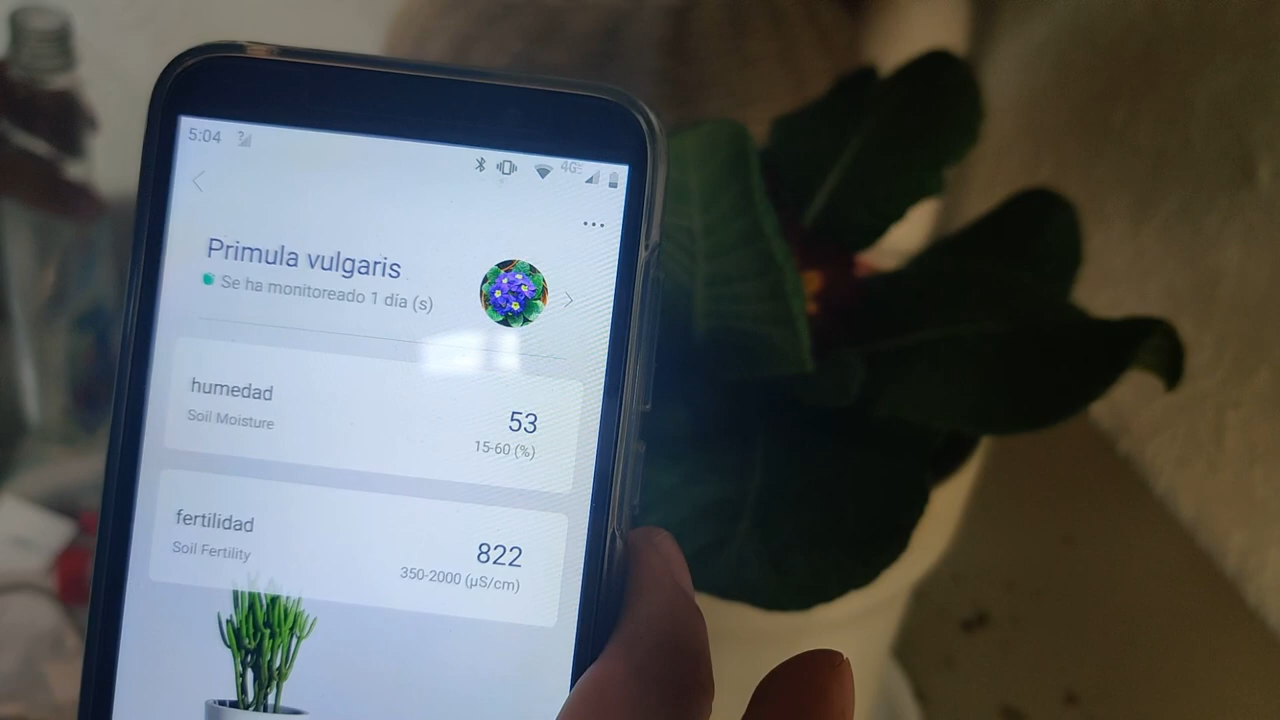 5:04
4G
Primula vulgaris
Se ha monitoreado 1 día (s)
humedad
Soil Moisture
53
15-60 (%)
fertilidad
Soil Fertility
822
350-2000 (µS/cm)